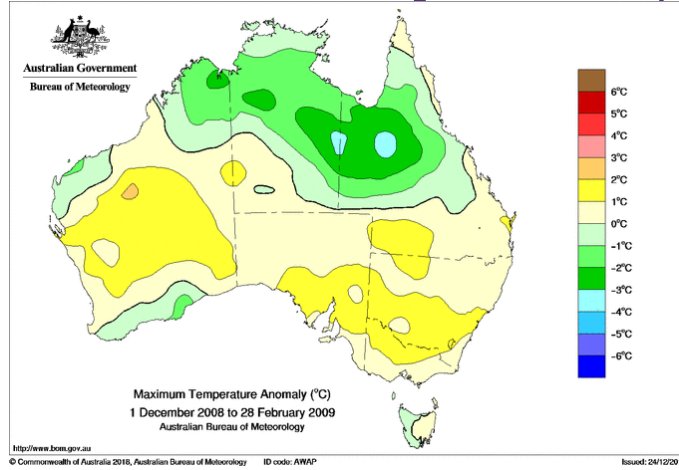 Australian Government
Bureau of Meteorology
6°C
5°C
4°C
3°C
2°C
1°C
0°C
-1°C
-2°C
-3°C
-4°C
-5°C
-6°C
Maximum Temperature Anomaly (°C)
1 December 2008 to 28 February 2009
Australian Bureau of Meteorology
http://www.bom.gov.au
© Commonwealth of Australia 2018, Australian Bureau of Meteorology ID code: AWAP Issued: 24/12/20